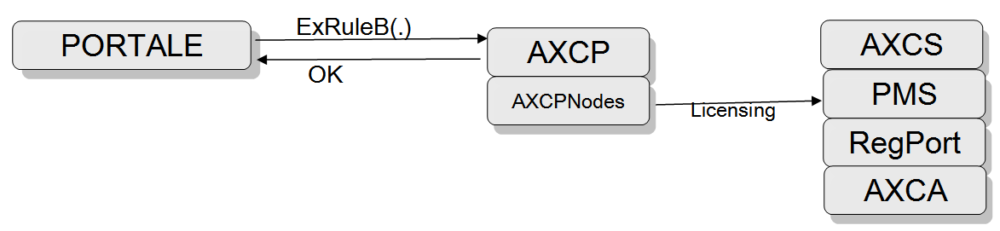 PORTALE
ExRuleB(.)
OK
AXCP
AXCPNodes
Licensing
AXCS
PMS
RegPort
AXCA